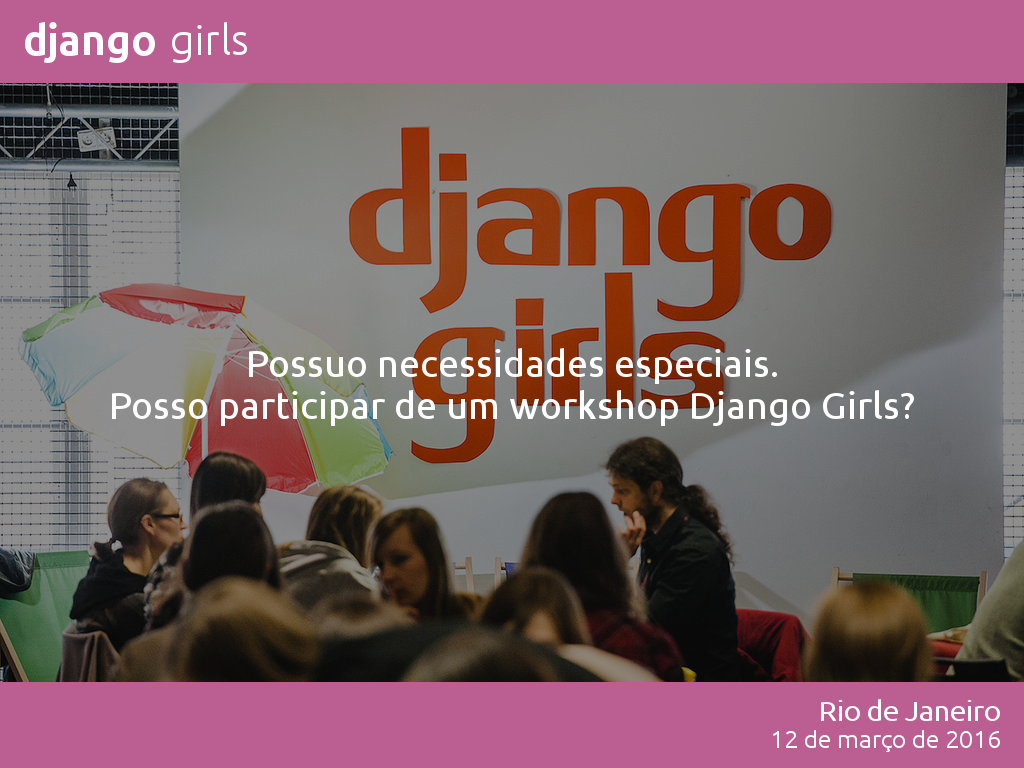 django girls
django
girls
Possuo necessidades especiais.
Posso participar de um workshop Django Girls?
Rio de Janeiro
12 de março de 2016